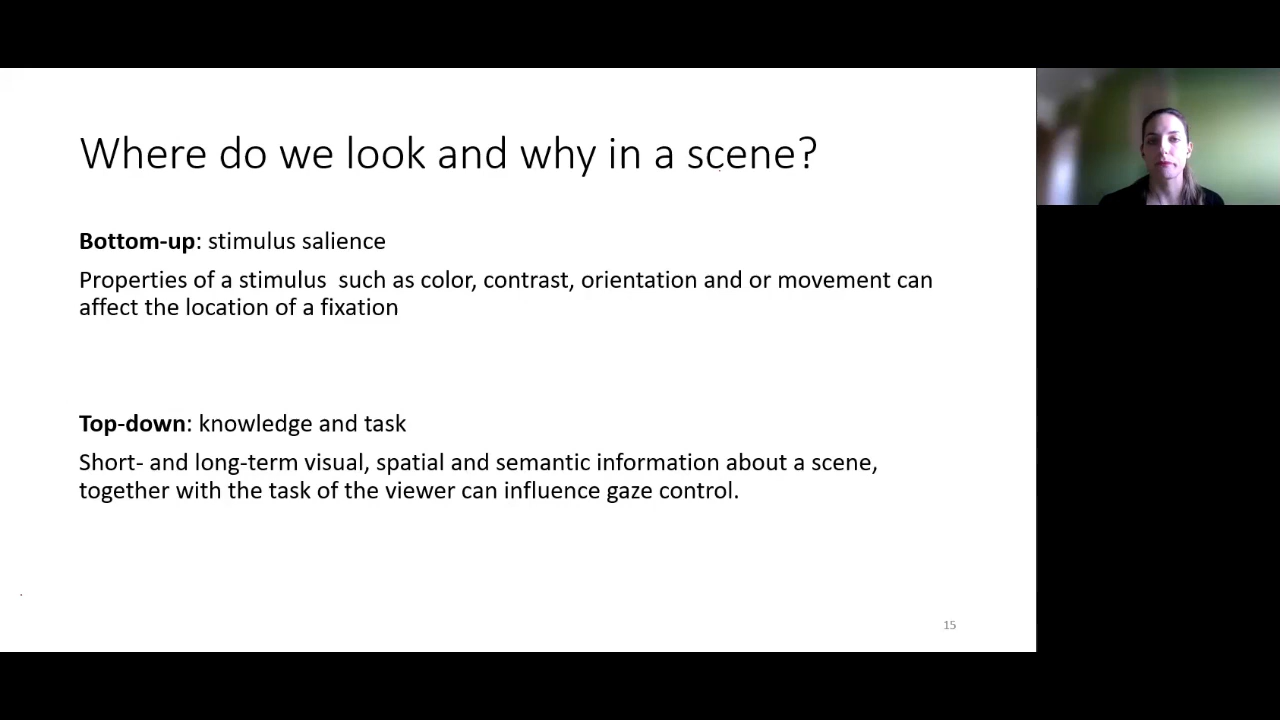 Where do we look and why in a scene?
Bottom-up: stimulus salience
Properties of a stimulus  such as color, contrast, orientation and or movement can
affect the location of a fixation
Top-down: knowledge and task
Short- and long-term visual, spatial and semantic information about a scene,
together with the task of the viewer can influence gaze control.
15